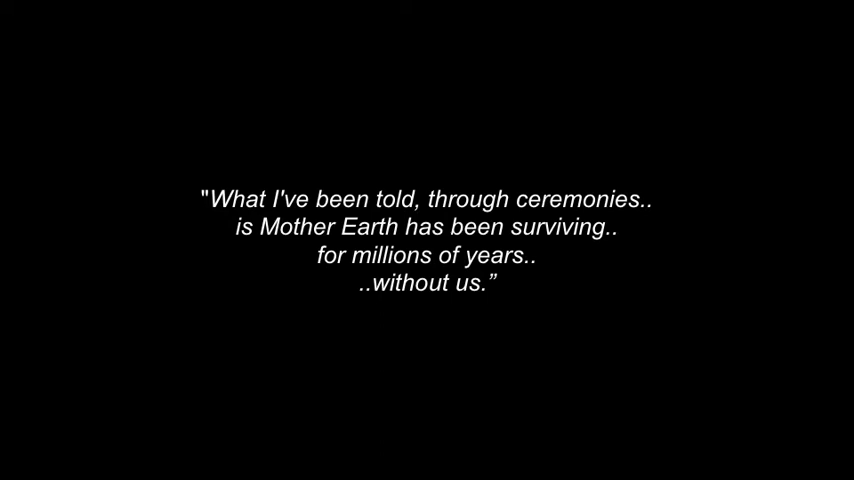 "What I've been told, through ceremonies..
is Mother Earth has been surviving..
for millions of years..
..without us.”